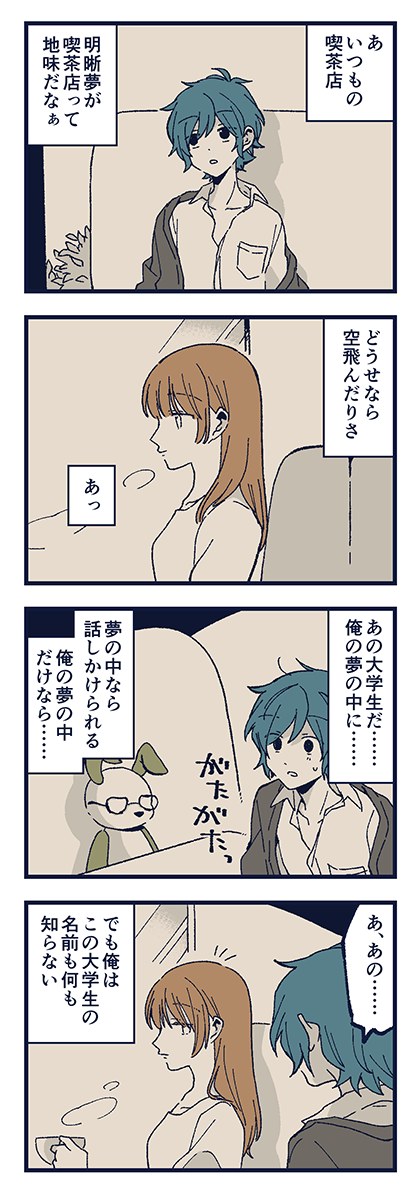 あ
いつもの
喫茶店
明晰夢が
喫茶店って
地味だなぁ
どうせなら
空飛んだりさ
あっ
あの大学生だ……
俺の夢の中に……
がたがたっ
夢の中なら
話しかけられる
俺の夢の中
だけなら……
あ、あの……
でも俺は
この大学生の
名前も何も
知らない